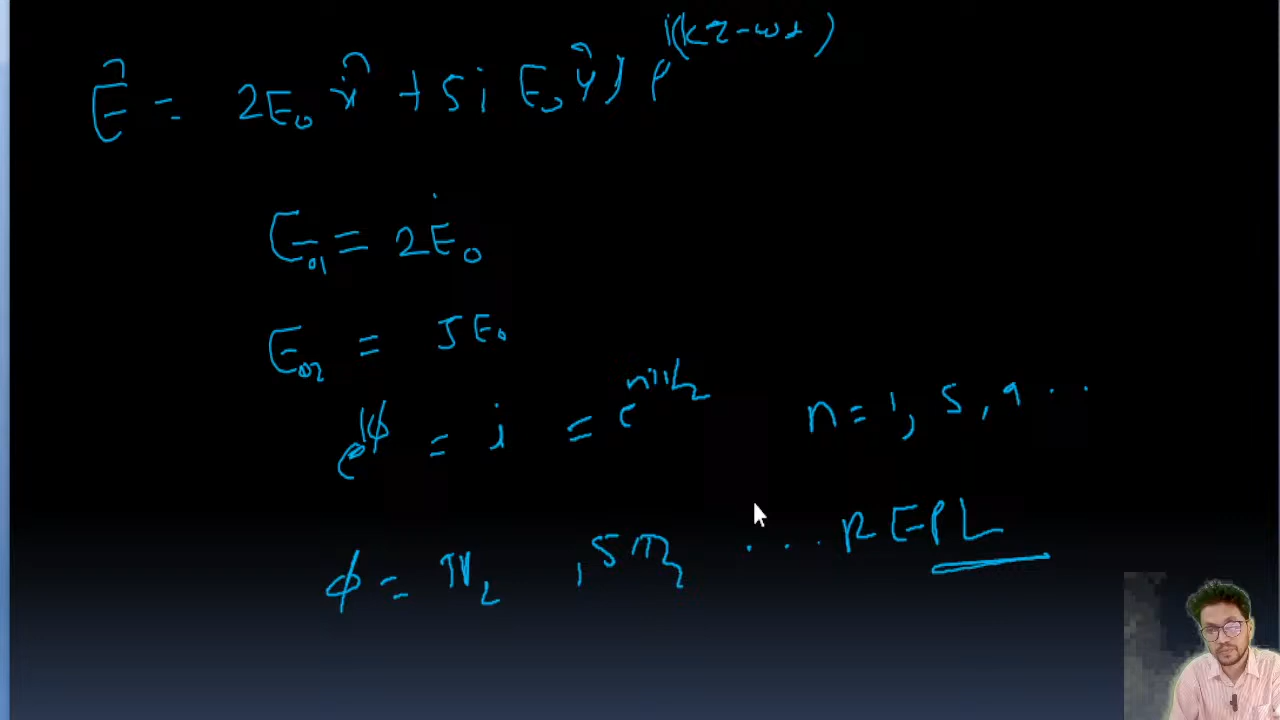 Ê = 2E₀ x̂ + 5i E₀ ŷ) e^{i(kz-ωt)}
E₀₁ = 2E₀
E₀₂ = 5E₀
e^{iϕ} = i = e^{nπ/2} n = 1, 5, 9 ...
ϕ = π/2 , 5π/2 ... REPL